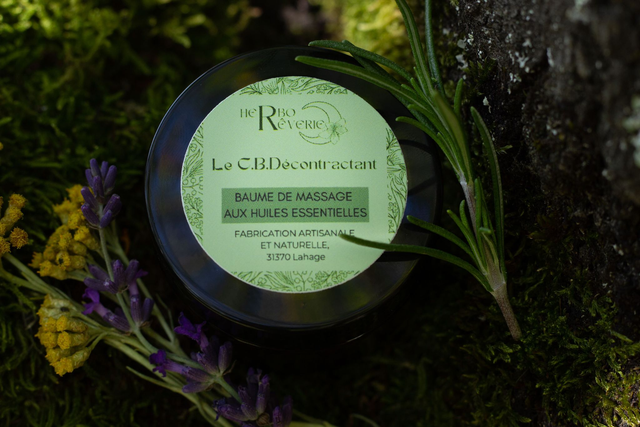 HERBO
RÊVERIE
Le C.B.Décontractant
BAUME DE MASSAGE
AUX HUILES ESSENTIELLES
FABRICATION ARTISANALE
ET NATURELLE,
31370 Lahage